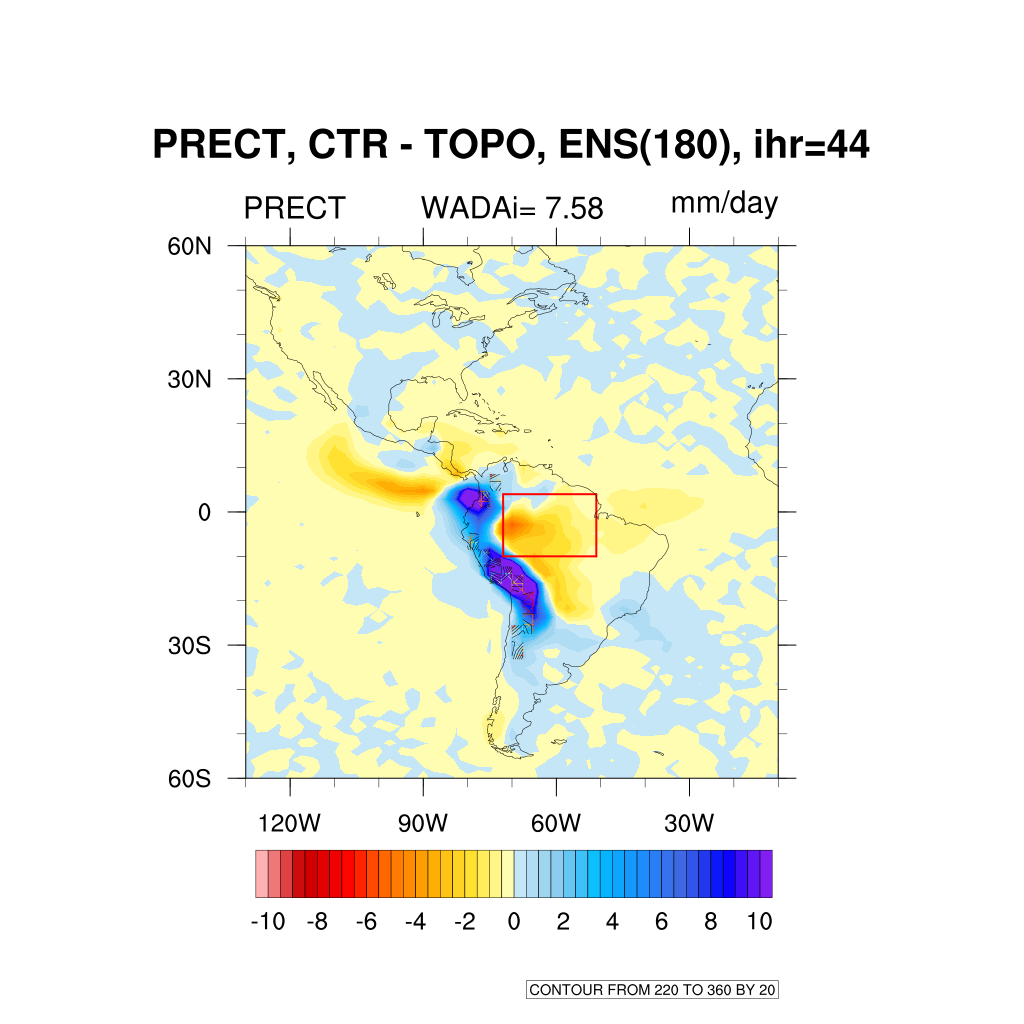 PRECT, CTR - TOPO, ENS(180), ihr=44
PRECT WADAi= 7.58 mm/day
60N
30N
0
30S
60S
120W 90W 60W 30W
-10 -8 -6 -4 -2 0 2 4 6 8 10
CONTOUR FROM 220 TO 360 BY 20